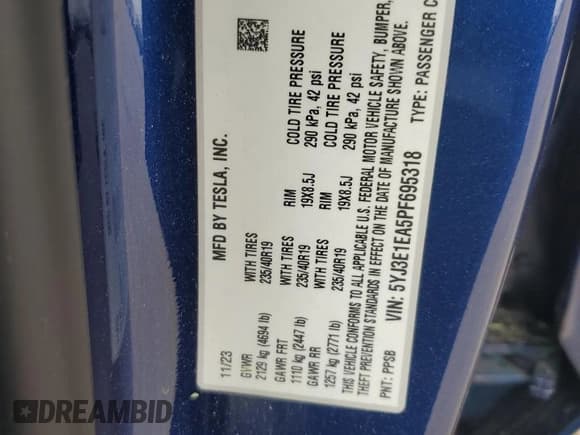 MFD BY TESLA, INC.
11/23
GVWR
2129 kg (4694 lb)
GAWR FRT
1110 kg (2447 lb)
GAWR RR
1257 kg (2771 lb)
WITH TIRES
235/40R19
WITH TIRES
235/40R19
RIM
19X8.5J
RIM
19X8.5J
COLD TIRE PRESSURE
290 kPa, 42 psi
COLD TIRE PRESSURE
290 kPa, 42 psi
THIS VEHICLE CONFORMS TO ALL APPLICABLE U.S. FEDERAL MOTOR VEHICLE SAFETY, BUMPER,
THEFT PREVENTION STANDARDS IN EFFECT ON THE DATE OF MANUFACTURE SHOWN ABOVE.
PNT: PPSB
VIN: 5YJ3E1EA5PF695318
TYPE: PASSENGER C
DREAMBID